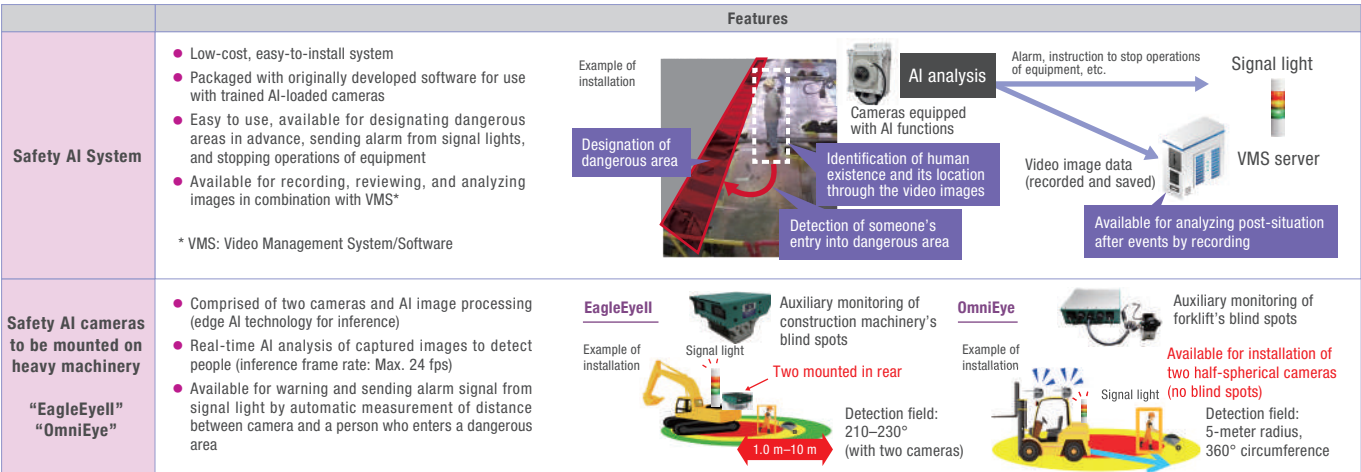 Features
Safety AI System
● Low-cost, easy-to-install system
● Packaged with originally developed software for use
with trained AI-loaded cameras
● Easy to use, available for designating dangerous
areas in advance, sending alarm from signal lights,
and stopping operations of equipment
● Available for recording, reviewing, and analyzing
images in combination with VMS*
* VMS: Video Management System/Software
Example of
installation
Designation of
dangerous area
AI analysis
Cameras equipped
with AI functions
Identification of human
existence and its location
through the video images
Detection of someone's
entry into dangerous area
Alarm, instruction to stop operations
of equipment, etc.
Signal light
Video image data
(recorded and saved)
VMS server
Available for analyzing post-situation
after events by recording
Safety AI cameras
to be mounted on
heavy machinery
“EagleEyeII”
“OmniEye”
● Comprised of two cameras and AI image processing
(edge AI technology for inference)
● Real-time AI analysis of captured images to detect
people (inference frame rate: Max. 24 fps)
● Available for warning and sending alarm signal from
signal light by automatic measurement of distance
between camera and a person who enters a dangerous
area
EagleEyeII
Example of
installation
Signal light
Auxiliary monitoring of
construction machinery's
blind spots
Two mounted in rear
Detection field:
210–230°
(with two cameras)
1.0 m–10 m
OmniEye
Example of
installation
Signal light
Auxiliary monitoring of
forklift's blind spots
Available for installation of
two half-spherical cameras
(no blind spots)
Detection field:
5-meter radius,
360° circumference